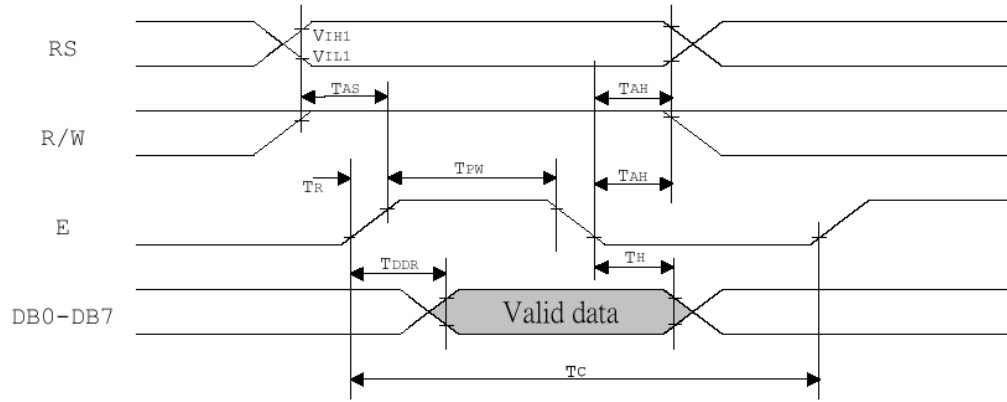 RS
VIH1
VIL1
TAS
TAH
R/W
TPW
TAH
TR
E
TDDR
TH
DB0-DB7
Valid data
TC